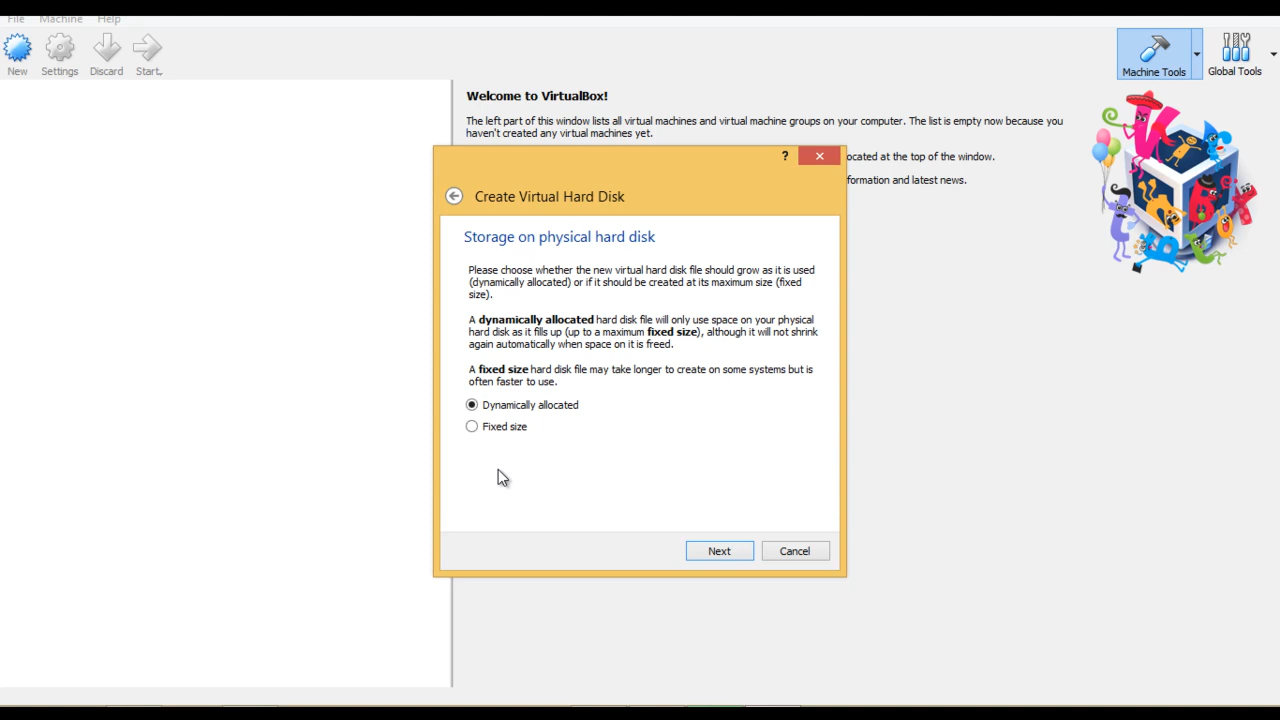 File Machine Help
New Settings Discard Start
Machine Tools Global Tools
Welcome to VirtualBox!
The left part of this window lists all virtual machines and virtual machine groups on your computer. The list is empty now because you
haven't created any virtual machines yet.
ocated at the top of the window.
formation and latest news.
?
Create Virtual Hard Disk
Storage on physical hard disk
Please choose whether the new virtual hard disk file should grow as it is used
(dynamically allocated) or if it should be created at its maximum size (fixed
size).
A dynamically allocated hard disk file will only use space on your physical
hard disk as it fills up (up to a maximum fixed size), although it will not shrink
again automatically when space on it is freed.
A fixed size hard disk file may take longer to create on some systems but is
often faster to use.
Dynamically allocated
Fixed size
Next Cancel